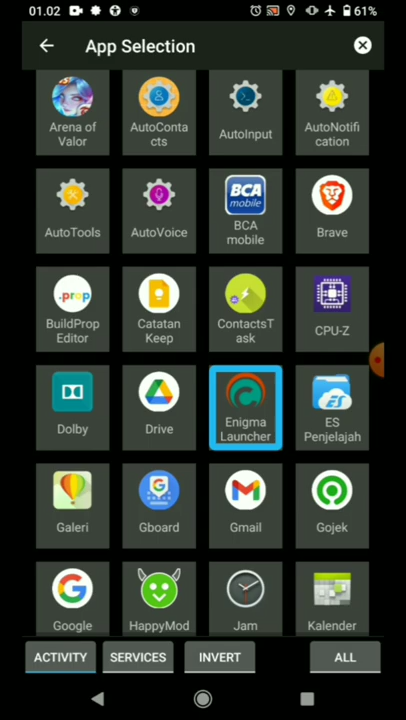 01.02
61%
App Selection
Arena of
Valor
AutoConta
cts
AutoInput
AutoNotifi
cation
AutoTools
AutoVoice
BCA
mobile
BCA
mobile
Brave
.prop
BuildProp
Editor
Catatan
Keep
ContactsT
ask
CPU-Z
Dolby
Drive
Enigma
Launcher
ES
ES
Penjelajah
Galeri
Gboard
Gmail
Gojek
Google
HappyMod
Jam
Kalender
ACTIVITY
SERVICES
INVERT
ALL